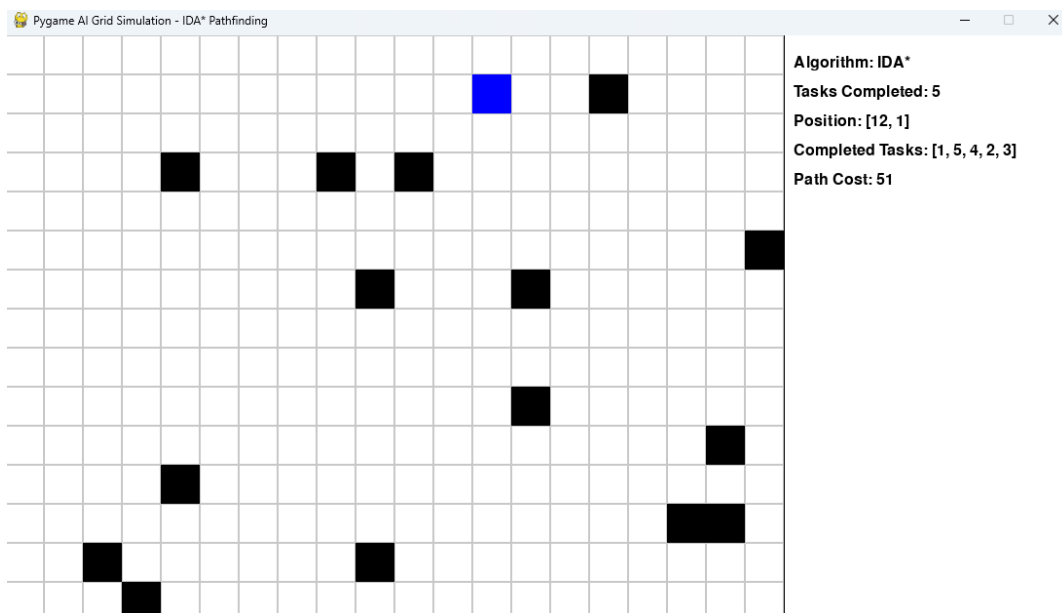 Pygame AI Grid Simulation - IDA* Pathfinding
Algorithm: IDA*
Tasks Completed: 5
Position: [12, 1]
Completed Tasks: [1, 5, 4, 2, 3]
Path Cost: 51